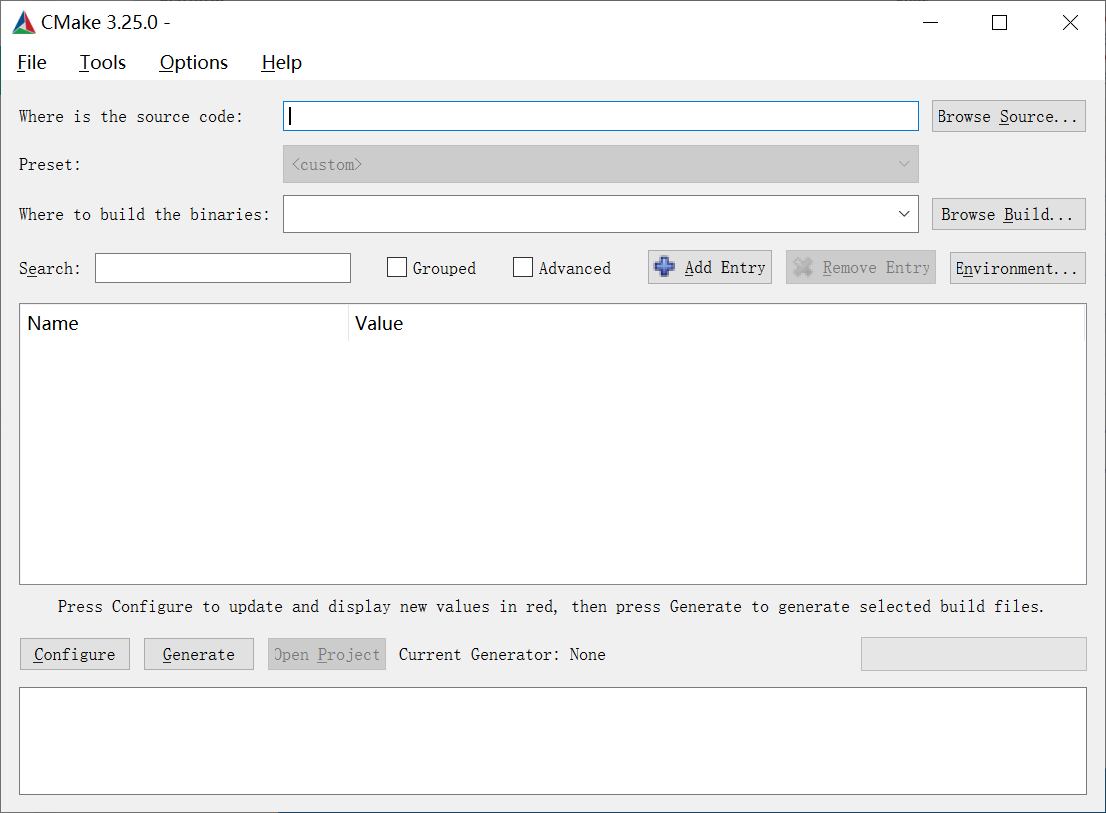 CMake 3.25.0 -
File Tools Options Help
Where is the source code: Browse Source...
Preset: <custom>
Where to build the binaries: Browse Build...
Search: Grouped Advanced Add Entry Remove Entry Environment...
Name Value
Press Configure to update and display new values in red, then press Generate to generate selected build files.
Configure Generate Open Project Current Generator: None